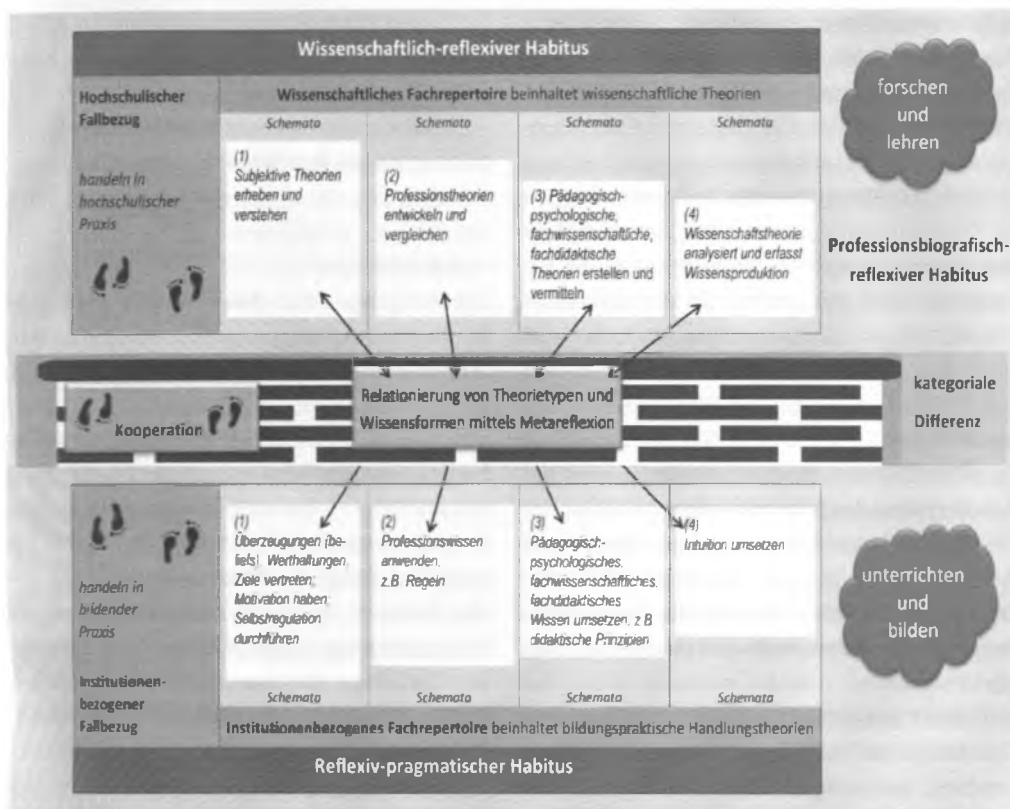 Wissenschaftlich-reflexiver Habitus
Hochschulischer
Fallbezug
handeln in
hochschulischer
Praxis
Wissenschaftliches Fachrepertoire beinhaltet wissenschaftliche Theorien
Schemata
Schemata
Schemata
Schemata
(1)
Subjektive Theorien
erheben und
verstehen
(2)
Professionstheorien
entwickeln und
vergleichen
(3) Pädagogisch-
psychologische,
fachwissenschaftliche,
fachdidaktische
Theorien erstellen und
vermitteln
(4)
Wissenschaftstheorie
analysiert und erfasst
Wissensproduktion
forschen
und
lehren
Professionsbiografisch-
reflexiver Habitus
Kooperation
Relationierung von Theorietypen und
Wissensformen mittels Metareflexion
kategoriale
Differenz
handeln in
bildender
Praxis
Institutionen-
bezogener
Fallbezug
(1)
Überzeugungen (be-
liefs), Werthaltungen,
Ziele vertreten;
Motivation haben;
Selbstregulation
durchführen
(2)
Professionswissen
anwenden,
z.B. Regeln
(3)
Pädagogisch-
psychologisches,
fachwissenschaftliches,
fachdidaktisches
Wissen umsetzen, z.B.
didaktische Prinzipien
(4)
Intuition umsetzen
Schemata
Schemata
Schemata
Schemata
Institutionenbezogenes Fachrepertoire beinhaltet bildungspraktische Handlungstheorien
Reflexiv-pragmatischer Habitus
unterrichten
und
bilden